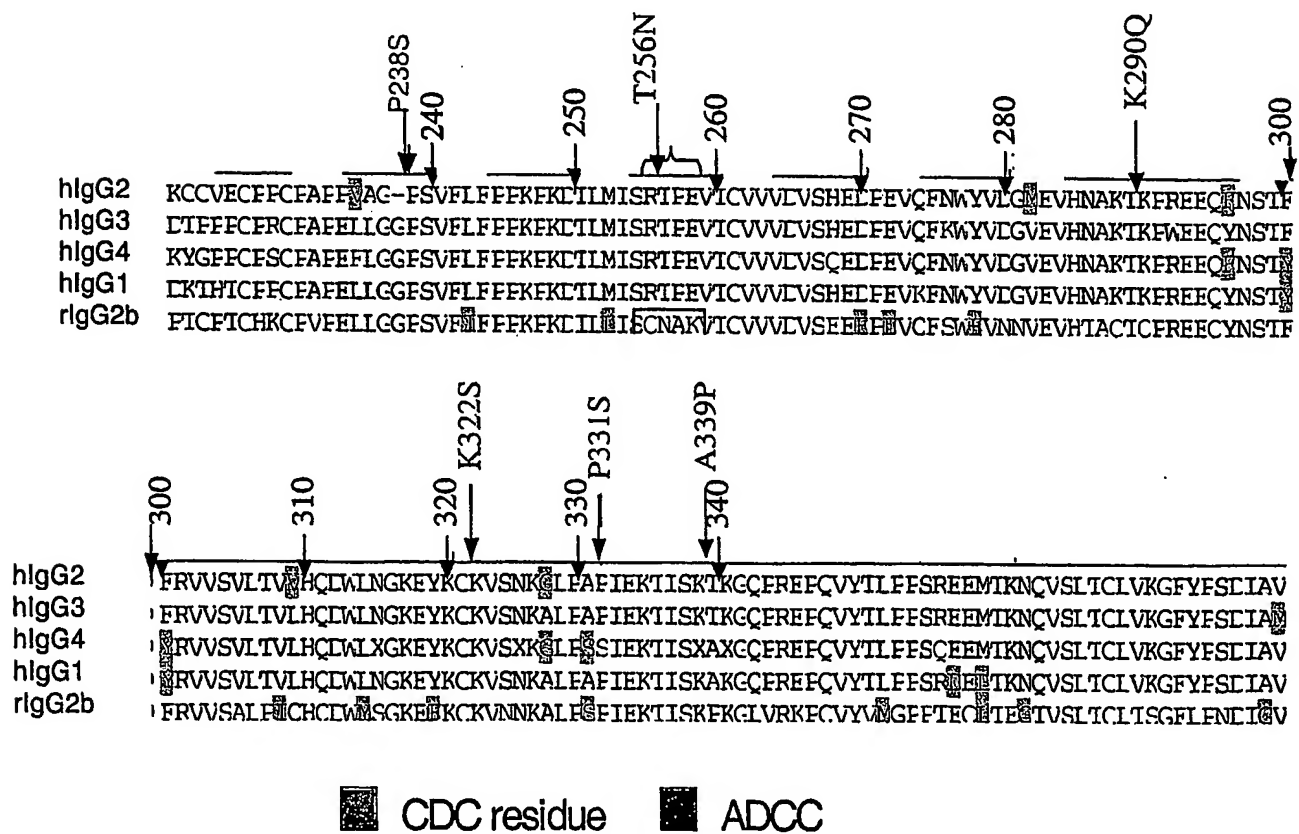 P238S
240
250
T256N
260
270
280
K290Q
300
hIgG2 KCCVECPPCPAPPVAG-PSVFLFPPKPKDTLMISRTPEVTCVVVDVSHEDPEVQFNWYVDGMEVHNAKTKPREEQFNSTF
hIgG3 DTPPPCPRCPAPELLGGPSVFLFPPKPKDTLMISRTPEVTCVVVDVSHEDPEVQFKWYVDGVEVHNAKTKPWEEQYNSTF
hIgG4 KYGPPCPSCPAPEFLGGPSVFLFPPKPKDTLMISRTPEVTCVVVDVSQEDPEVQFNWYVDGVEVHNAKTKPREEQFNSTY
hIgG1 DKTHTCPPCPAPELLGGPSVFLFPPKPKDTLMISRTPEVTCVVVDVSHEDPEVKFNWYVDGVEVHNAKTKPREEQYNSTY
rIgG2b PTCPTCHKCPVPELLGGPSVFIFPPKPKDILLISQNAKVTCVVVDVSEEEPDVQFSWFVNNVEVHTAQTQPREEQYNSTF
300
310
320
K322S
330
P331S
A339P
340
hIgG2 FRVVSVLTVVHQDWLNGKEYKCKVSNKGLPAPIEKTISKTKGQPREPQVYTLPPSREEMTKNQVSLTCLVKGFYPSDIAV
hIgG3 FRVVSVLTVLHQDWLNGKEYKCKVSNKALPAPIEKTISKTKGQPREPQVYTLPPSREEMTKNQVSLTCLVKGFYPSDIAM
hIgG4 YRVVSVLTVLHQDWLXGKEYKCKVSXKGLPSSIEKTISXAXGQPREPQVYTLPPSQEEMTKNQVSLTCLVKGFYPSDIAV
hIgG1 YRVVSVLTVLHQDWLNGKEYKCKVSNKALPAPIEKTISKAKGQPREPQVYTLPPSRDELTKNQVSLTCLVKGFYPSDIAV
rIgG2b FRVVSALPIQHQDWMSGKEFKCKVNNKALPSPIEKTISKPKGLVRKPQVYVMGPPTEQLTEQTVSLTCLTSGFLPNDIGV
CDC residue
ADCC